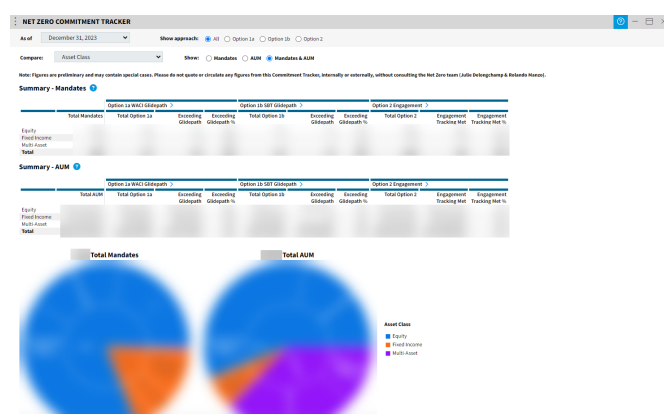 NET ZERO COMMITMENT TRACKER
As of December 31, 2023 Show approach: All Option 1a Option 1b Option 2
Compare: Asset Class Show: Mandates AUM Mandates & AUM
Note: Figures are preliminary and may contain special cases. Please do not quote or circulate any figures from this Commitment Tracker, internally or externally, without consulting the Net Zero team (Julie Delongchamp & Rolando Manzo).
Summary - Mandates ?
Option 1a WACI Glidepath > Option 1b SBT Glidepath > Option 2 Engagement >
Total Mandates Total Option 1a Exceeding Glidepath Exceeding Glidepath % Total Option 1b Exceeding Glidepath Exceeding Glidepath % Total Option 2 Engagement Tracking Met Engagement Tracking Met %
Equity
Fixed Income
Multi-Asset
Total
Summary - AUM ?
Option 1a WACI Glidepath > Option 1b SBT Glidepath > Option 2 Engagement >
Total AUM Total Option 1a Exceeding Glidepath Exceeding Glidepath % Total Option 1b Exceeding Glidepath Exceeding Glidepath % Total Option 2 Engagement Tracking Met Engagement Tracking Met %
Equity
Fixed Income
Multi-Asset
Total
Total Mandates Total AUM
Asset Class
Equity
Fixed Income
Multi-Asset